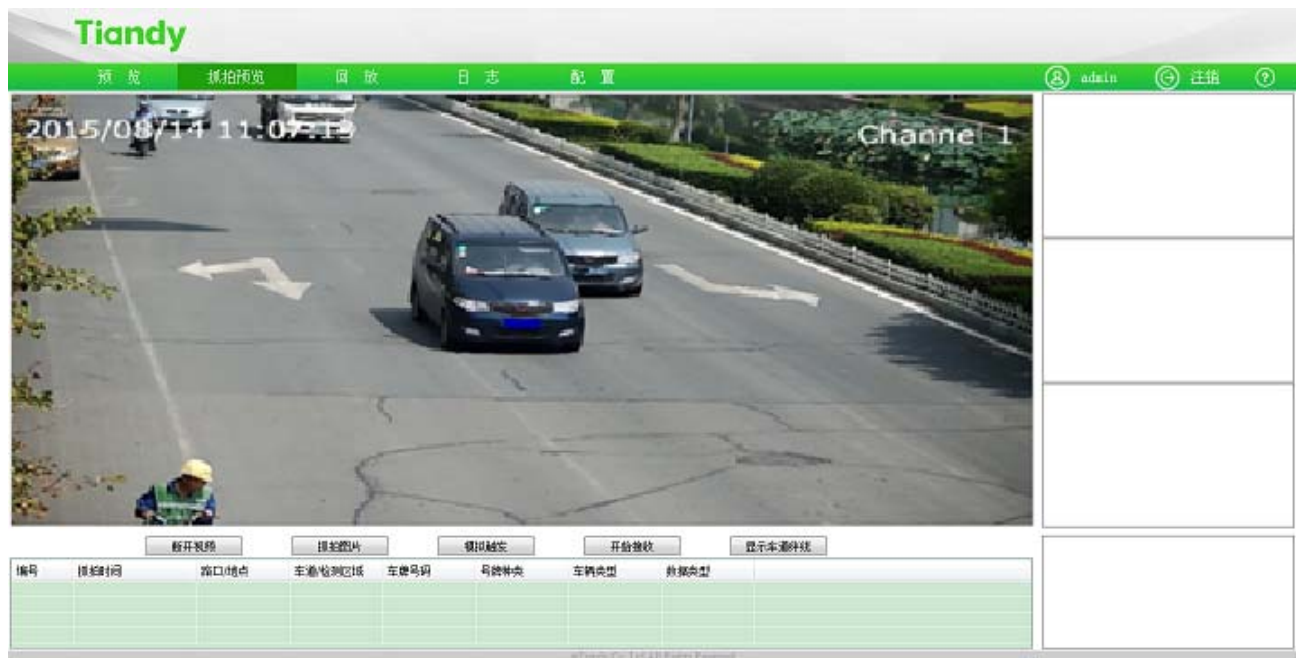 Tiandy
预 览 抓拍预览 回 放 日 志 配 置 admin 注销 ?
2015/08/14 11:07:15 Channel 1
断开视频 抓拍图片 模拟触发 开始接收 显示车道绊线
编号 抓拍时间 路口/地点 车道/检测区域 车牌号码 号牌种类 车辆类型 数据类型